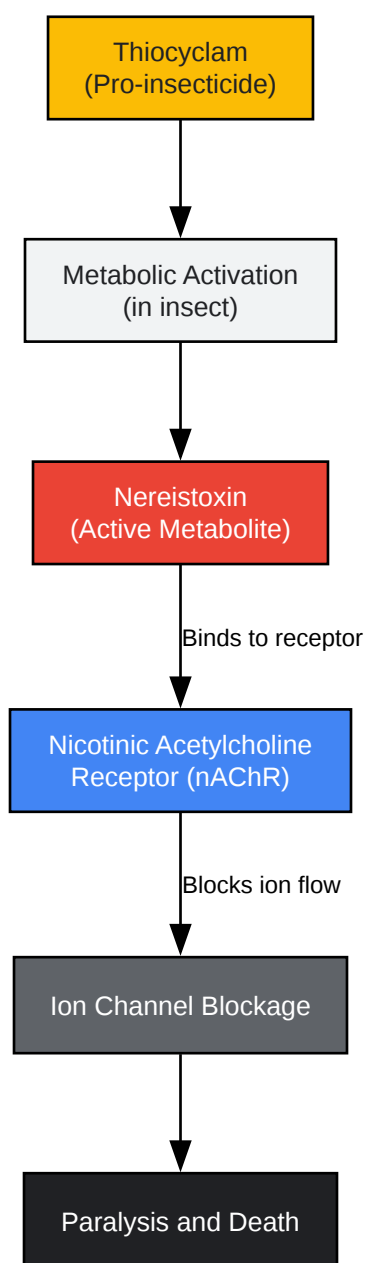 Thiocyclam
(Pro-insecticide)
Metabolic Activation
(in insect)
Nereistoxin
(Active Metabolite)
Binds to receptor
Nicotinic Acetylcholine
Receptor (nAChR)
Blocks ion flow
Ion Channel Blockage
Paralysis and Death